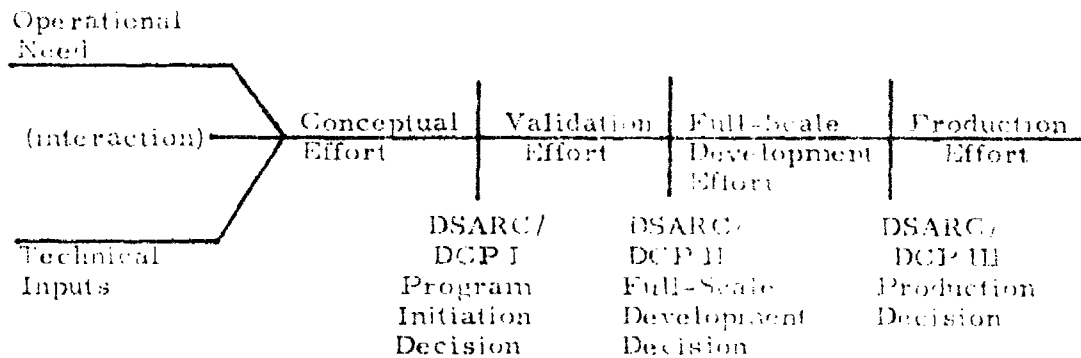 Operational
Need
(interaction)
Conceptual
Effort
Validation
Effort
Full-Scale
Development
Effort
Production
Effort
Technical
Inputs
DSARC/
DCP I
Program
Initiation
Decision
DSARC/
DCP II
Full-Scale
Development
Decision
DSARC/
DCP III
Production
Decision